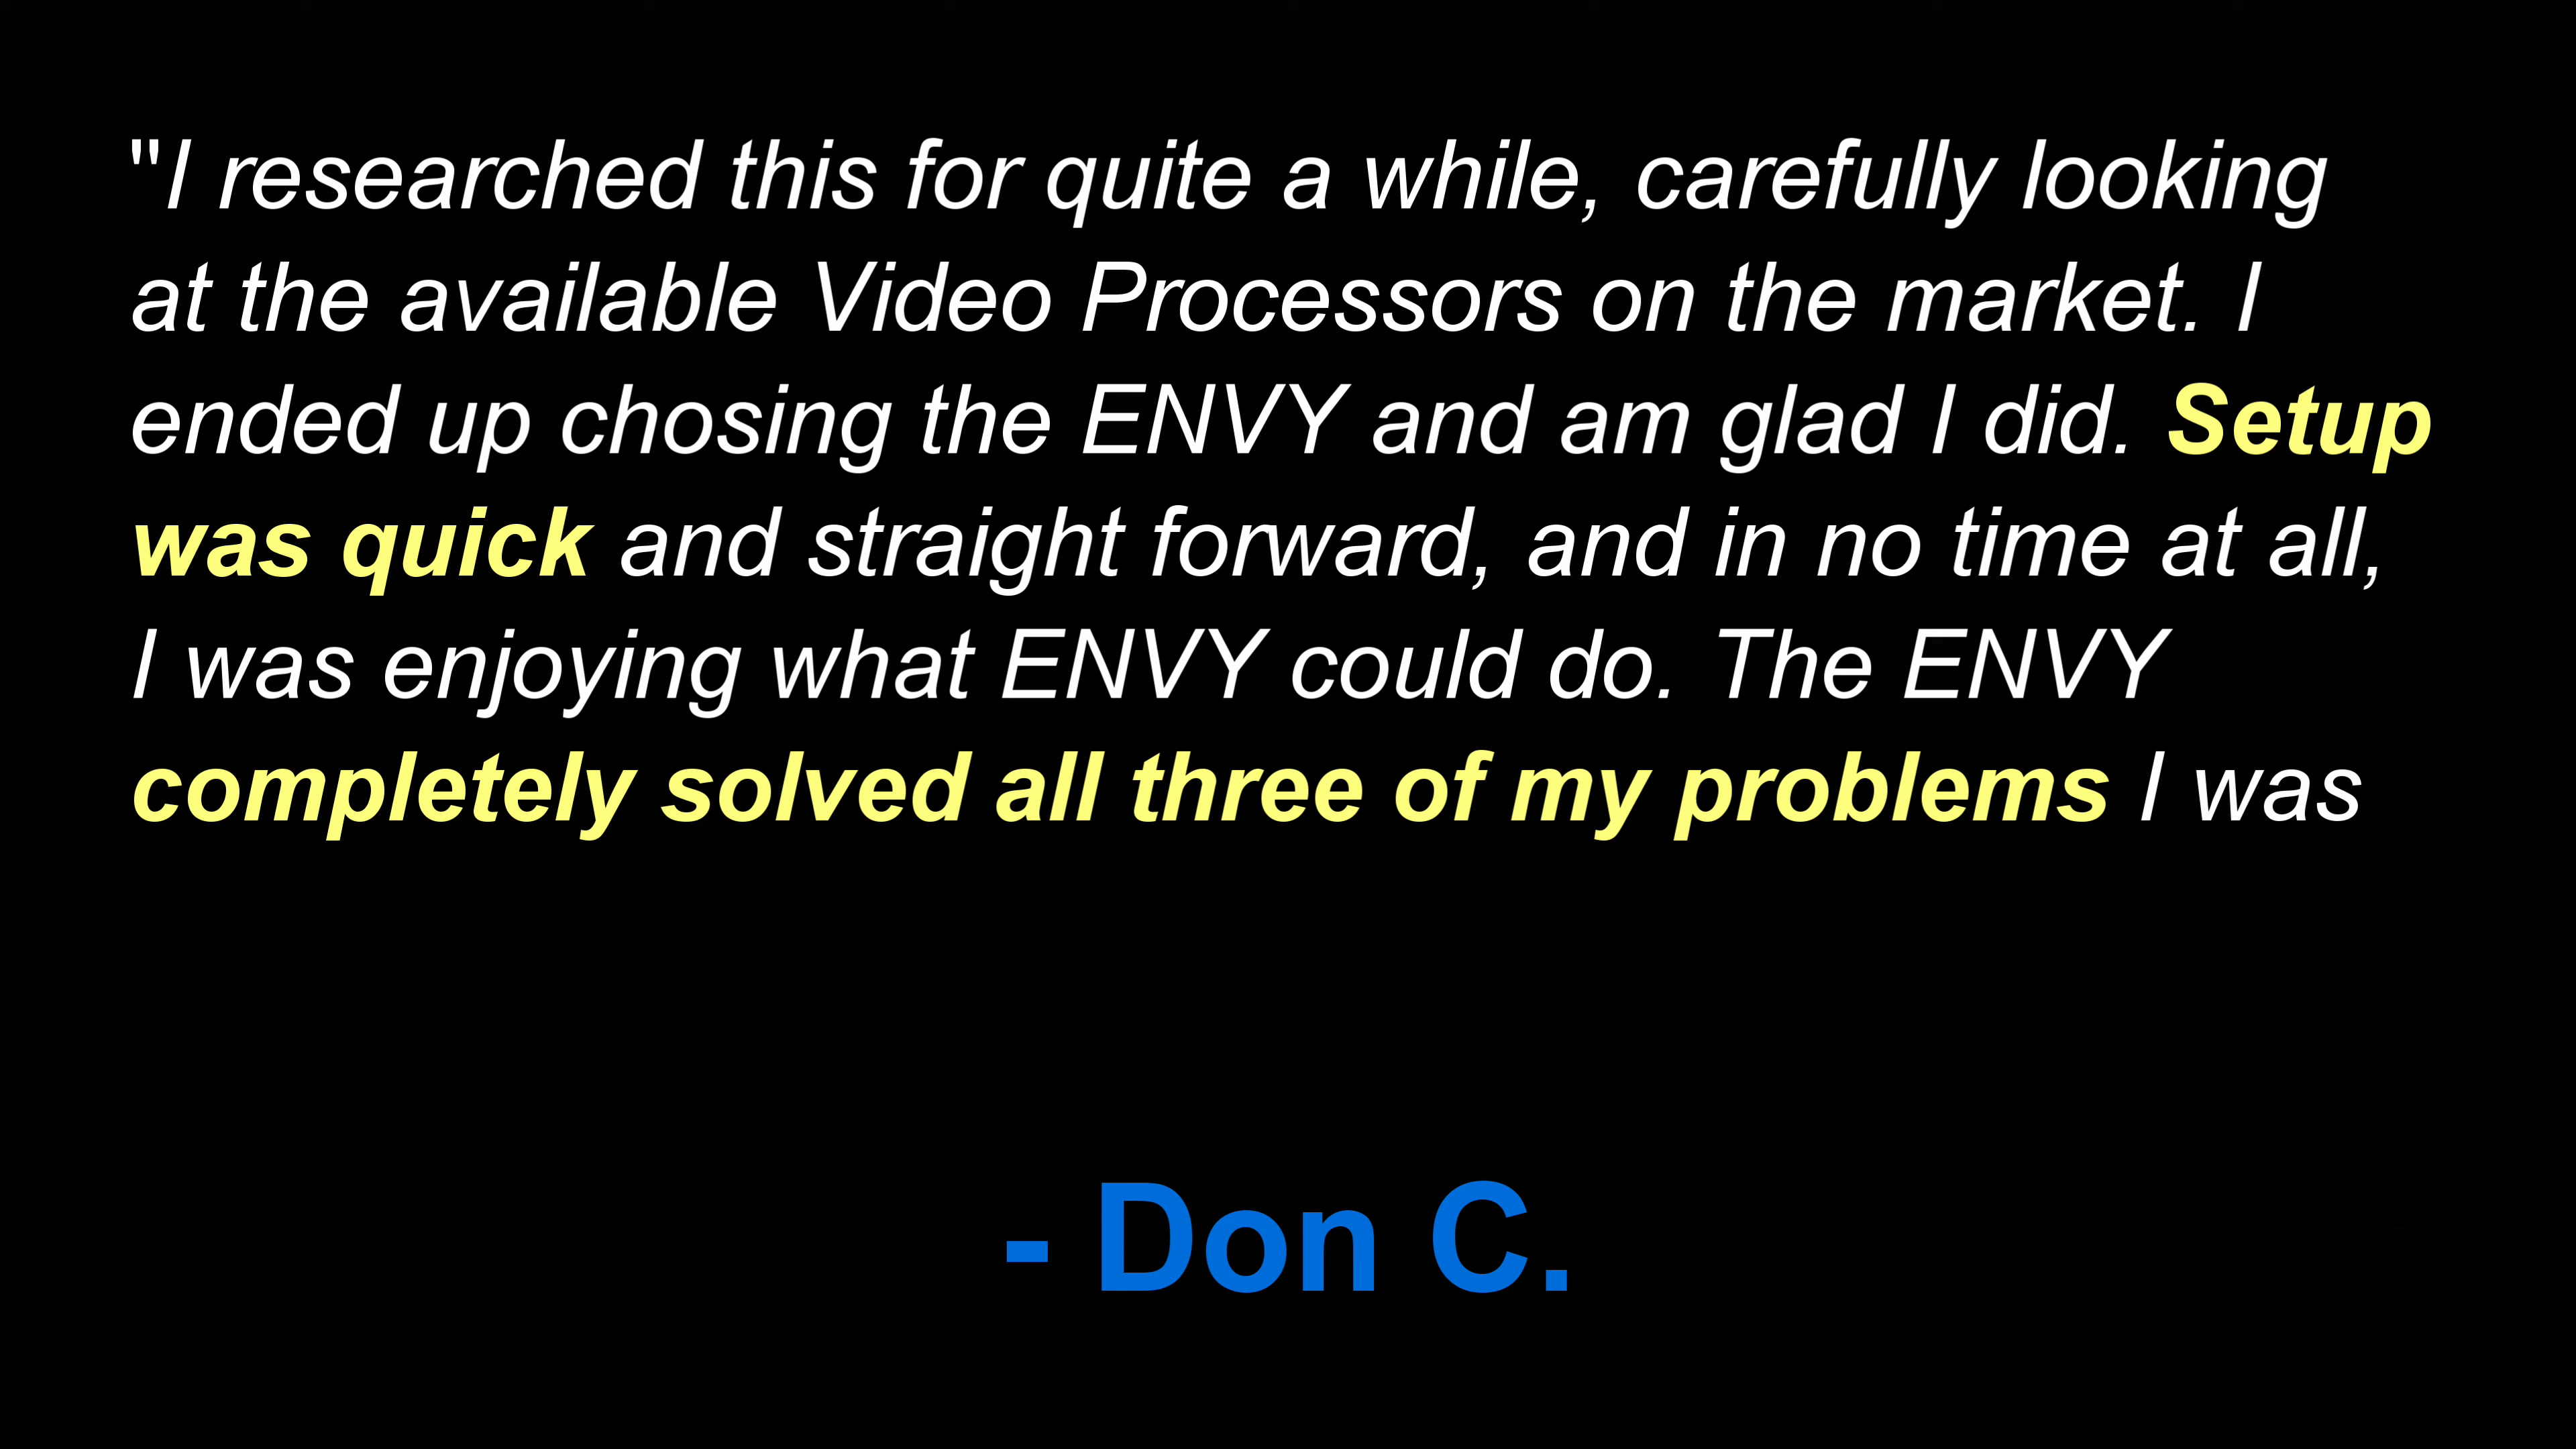 "I researched this for quite a while, carefully looking
at the available Video Processors on the market. I
ended up chosing the ENVY and am glad I did. Setup
was quick and straight forward, and in no time at all,
I was enjoying what ENVY could do. The ENVY
completely solved all three of my problems I was
- Don C.